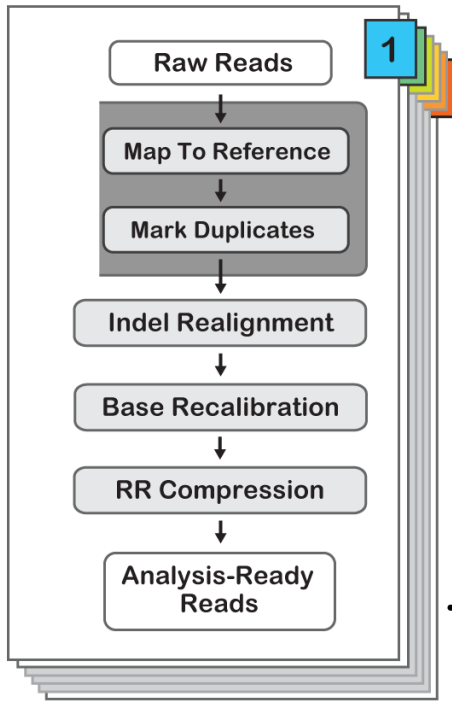 1
Raw Reads
Map To Reference
Mark Duplicates
Indel Realignment
Base Recalibration
RR Compression
Analysis-Ready
Reads